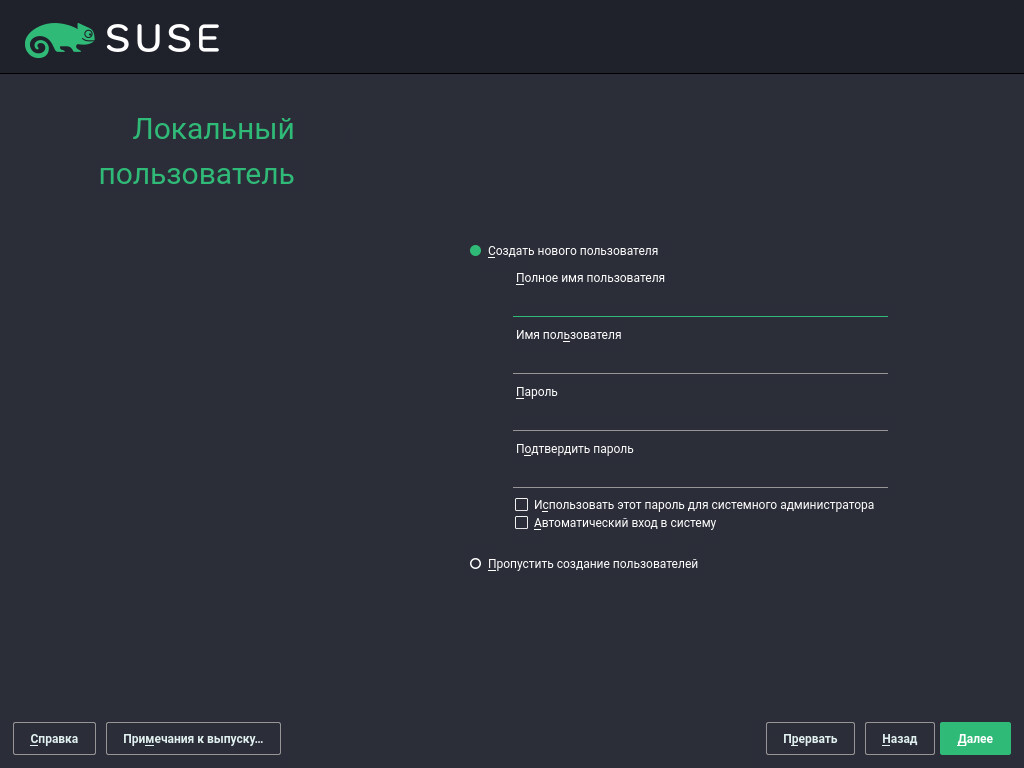 SUSE
Локальный
пользователь
Создать нового пользователя
Полное имя пользователя
Имя пользователя
Пароль
Подтвердить пароль
Использовать этот пароль для системного администратора
Автоматический вход в систему
Пропустить создание пользователей
Справка
Примечания к выпуску...
Прервать
Назад
Далее